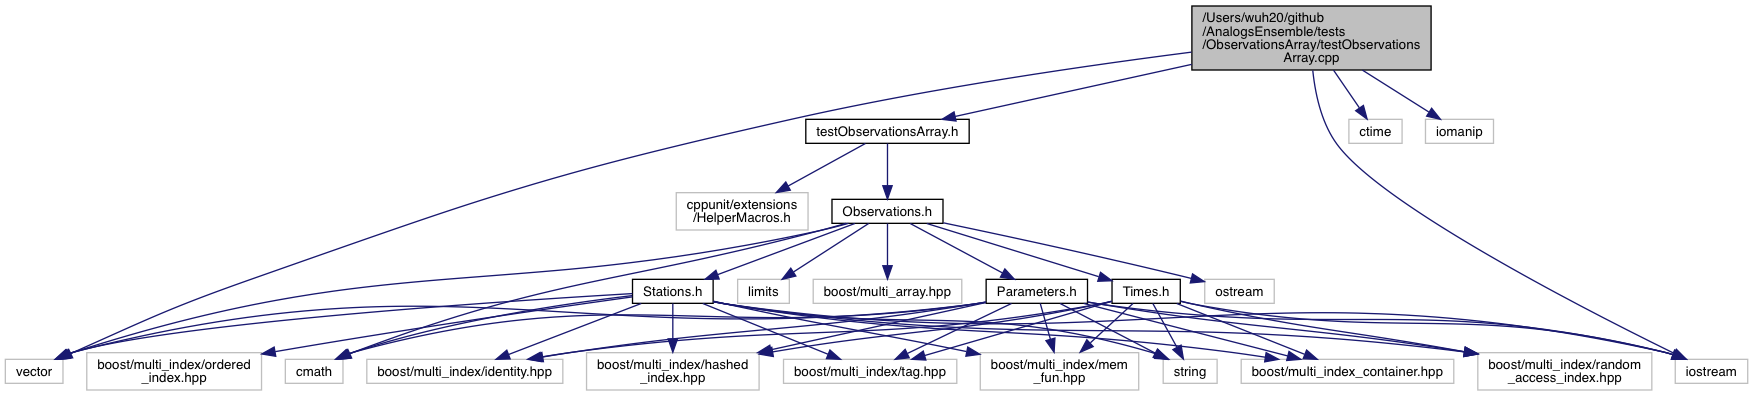 /Users/wuh20/github
/AnalogsEnsemble/tests
/ObservationsArray/testObservations
Array.cpp
testObservationsArray.h
ctime
iomanip
cppunit/extensions
/HelperMacros.h
Observations.h
Stations.h
limits
boost/multi_array.hpp
Parameters.h
Times.h
ostream
vector
boost/multi_index/ordered
_index.hpp
cmath
boost/multi_index/identity.hpp
boost/multi_index/hashed
_index.hpp
boost/multi_index/tag.hpp
boost/multi_index/mem
_fun.hpp
string
boost/multi_index_container.hpp
boost/multi_index/random
_access_index.hpp
iostream